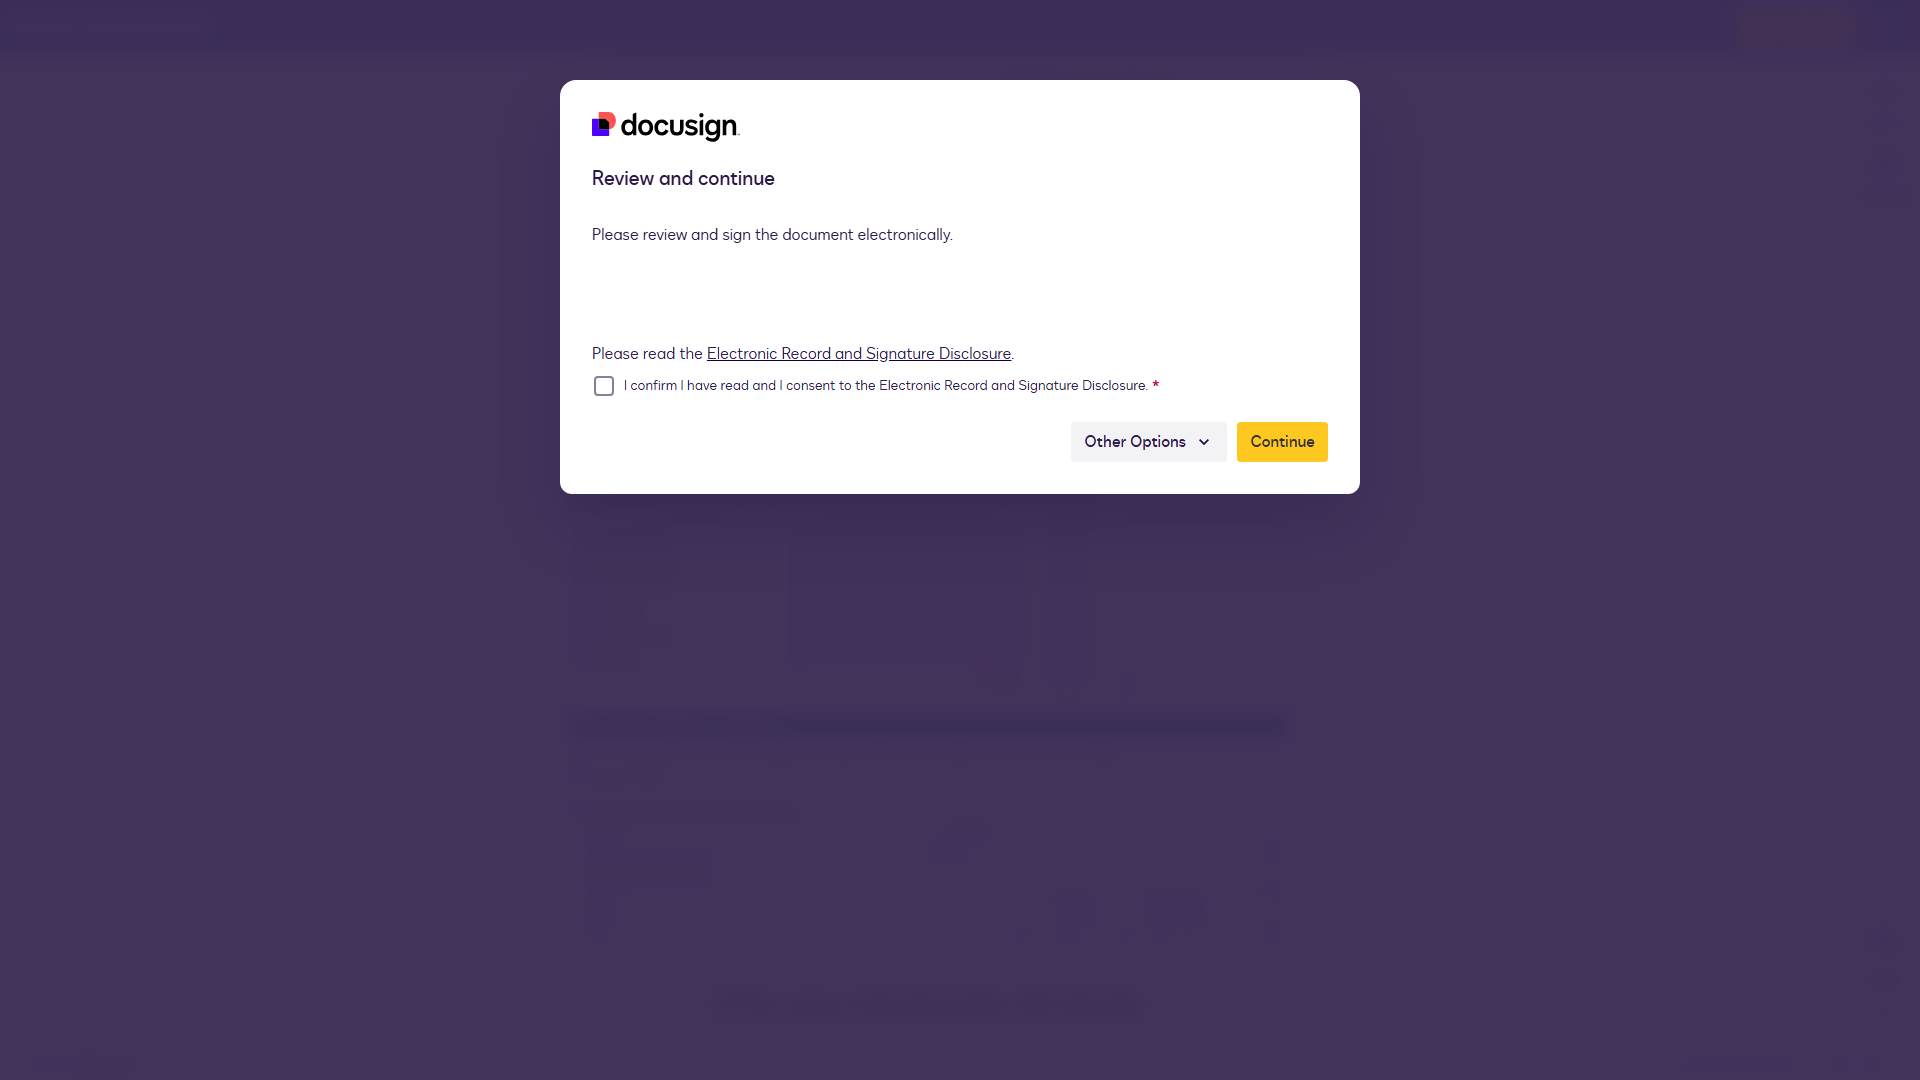 docusign
Review and continue
Please review and sign the document electronically.
Please read the Electronic Record and Signature Disclosure.
I confirm I have read and I consent to the Electronic Record and Signature Disclosure. *
Other Options
Continue